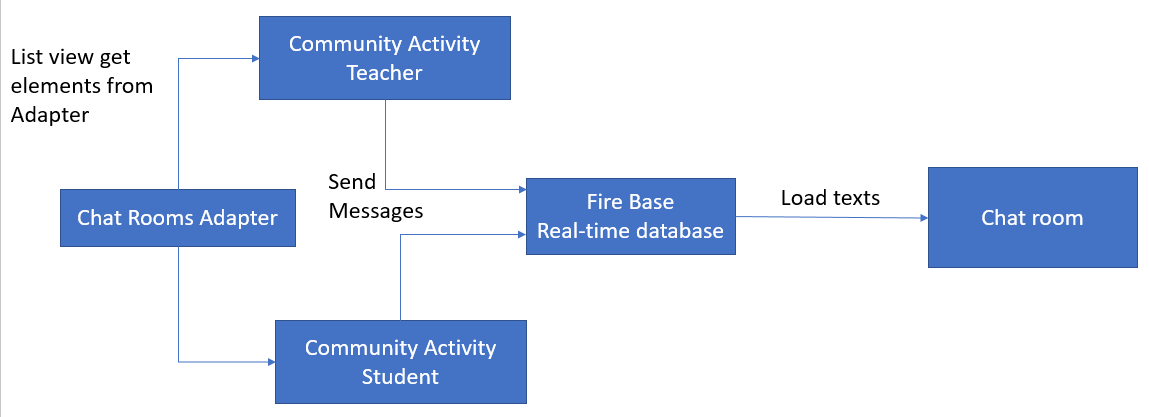 List view get
elements from
Adapter
Community Activity
Teacher
Chat Rooms Adapter
Send
Messages
Fire Base
Real-time database
Load texts
Chat room
Community Activity
Student